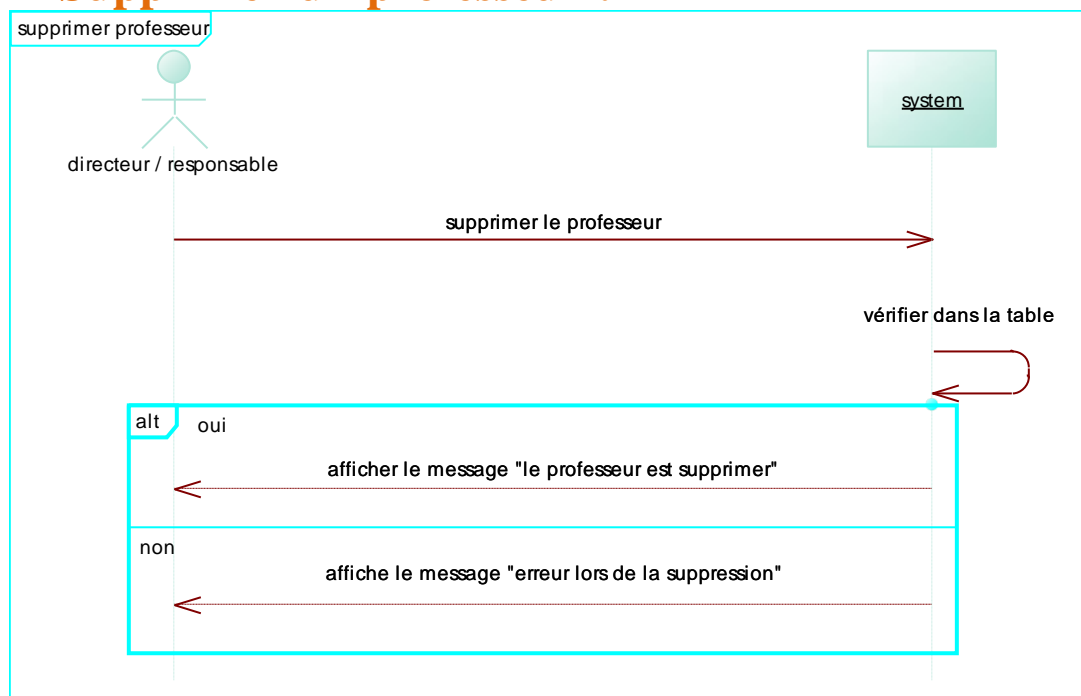 supprimer professeur
directeur / responsable
system
supprimer le professeur
vérifier dans la table
alt
oui
afficher le message "le professeur est supprimer"
non
affiche le message "erreur lors de la suppression"